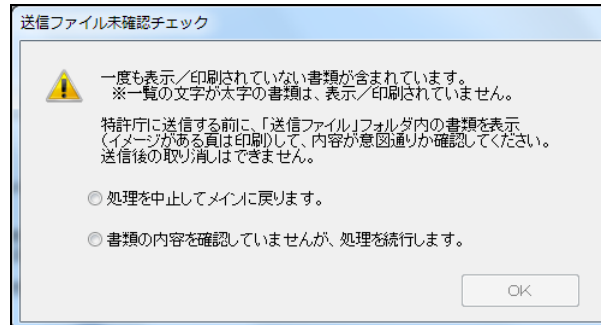 送信ファイル未確認チェック
一度も表示／印刷されていない書類が含まれています。
※一覧の文字が太字の書類は、表示／印刷されていません。
特許庁に送信する前に、「送信ファイル」フォルダ内の書類を表示
(イメージがある頁は印刷)して、内容が意図通りか確認してください。
送信後の取り消しはできません。
処理を中止してメインに戻ります。
書類の内容を確認していませんが、処理を続行します。
OK